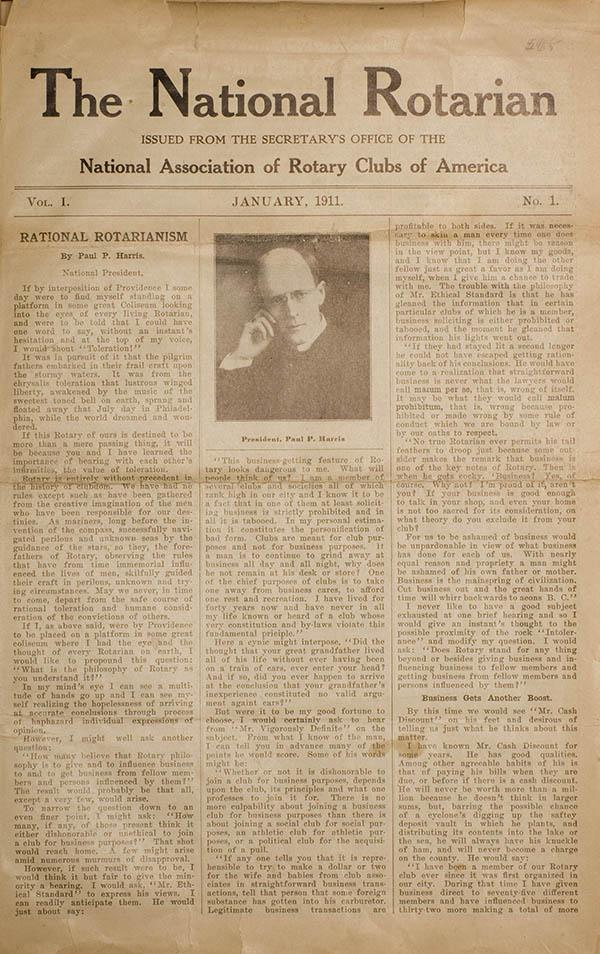 The National Rotarian
ISSUED FROM THE SECRETARY'S OFFICE OF THE
National Association of Rotary Clubs of America
VOL. I. JANUARY, 1911. No. 1.
RATIONAL ROTARIANISM
By Paul P. Harris.
National President.
If by interposition of Providence I some
day were to find myself standing on a
platform in some great Coliseum looking
into the eyes of every living Rotarian,
and were to be told that I could have
one word to say, without an instant's
hesitation and at the top of my voice,
I would shout "Toleration!"
It was in pursuit of it that the pilgrim
fathers embarked in their frail craft upon
the stormy waters. It was from the
chrysalis toleration that lustrous winged
liberty, awakened by the music of the
sweetest toned bell on earth, sprang and
floated away that July day in Philadel-
phia, while the world dreamed and won-
dered.
If this Rotary of ours is destined to be
more than a mere passing thing, it will
be because you and I have learned the
importance of bearing with each other's
infirmities, the value of toleration.
Rotary is entirely without precedent in
the history of clubdom. We have had no
rules except such as have been gathered
from the creative imagination of the men
who have been responsible for our des-
tinies. As mariners, long before the in-
vention of the compass, successfully navi-
gated perilous and unknown seas by the
guidance of the stars, so they, the fore-
fathers of Rotary, observing the rules
that have from time immemorial influ-
enced the lives of men, skilfully guided
their craft in perilous, unknown and try-
ing circumstances. May we never, in time
to come, depart from the safe course of
rational toleration and humane consid-
eration of the convictions of others.
If I, as above said, were by Providence
to be placed on a platform in some great
coliseum where I had the eye and the
thought of every Rotarian on earth, I
would like to propound this question:
"What is the philosophy of Rotary as
you understand it?"
In my mind's eye I can see a multi-
tude of hands go up and I can see my-
self realizing the hopelessness of arriving
at accurate conclusions through process
of haphazard individual expressions of
opinion.
However, I might well ask another
question:
"How many believe that Rotary philo-
sophy is to give and to influence business
to and to get business from fellow mem-
bers and persons influenced by them?"
The result would probably be that all,
except a very few, would arise.
To narrow the question down to an
even finer point, I might ask: "How
many, if any, of those present think it
either dishonorable or unethical to join
a club for business purposes?" That shot
would reach home. A few might arise
amid numerous murmurs of disapproval.
However, if such result were to be, I
would think it but fair to give the min-
ority a hearing. I would ask, "Mr. Eth-
ical Standard" to express his views. I
can readily anticipate them. He would
just about say:
President, Paul P. Harris
"This business-getting feature of Ro-
tary looks dangerous to me. What will
people think of us? I am a member of
several clubs and societies all of which
rank high in our city and I know it to be
a fact that in one of them at least solicit-
ing business is strictly prohibited and in
all it is tabooed. In my personal estima-
tion it constitutes the personification of
bad form. Clubs are meant for club pur-
poses and not for business purposes. If
a man is to continue to grind away at
business all day and all night, why does
he not remain at his desk or store? One
of the chief purposes of clubs is to take
one away from business cares, to afford
one rest and recreation. I have lived for
forty years now and have never in all
my life known or heard of a club whose
very constitution and by-laws violate this
fundamental principle."
Here a cynic might interpose, "Did the
thought that your great grandfather lived
all of his life without ever having been
on a train of cars, ever enter your head?
And if so, did you ever happen to arrive
at the conclusion that your grandfather's
inexperience constituted no valid argu-
ment against cars?"
But were it to be my good fortune to
choose, I would certainly ask to hear
from "Mr. Vigorously Definite" on the
subject. From what I know of the man,
I can tell you in advance many of the
points he would score. Some of his words
might be:
"Whether or not it is dishonorable to
join a club for business purposes, depends
upon the club, its principles and what one
professes to join it for. There is no
more culpability about joining a business
club for business purposes than there is
about joining a social club for social pur-
poses, an athletic club for athletic pur-
poses, or a political club for the acquisi-
tion of a pull.
"If any one tells you that it is repre-
hensible to try to make a dollar or two
for the wife and babies from club asso-
ciates in straightforward business trans-
actions, tell that person that some foreign
substance has gotten into his carburetor.
Legitimate business transactions are
profitable to both sides. If it was neces-
sary to skin a man every time one does
business with him, there might be reason
in the view point, but I know my goods,
and I know that I am doing the other
fellow just as great a favor as I am doing
myself, when I give him a chance to trade
with me. The trouble with the philosophy
of Mr. Ethical Standard is that he has
gleaned the information that in certain
particular clubs of which he is a member,
business soliciting is either prohibited or
tabooed, and the moment he gleaned that
information his lights went out.
"If they had stayed lit a second longer
he could not have escaped getting ration-
ality back of his conclusions. He would have
come to a realization that straightforward
business is never what the lawyers would
call malum per se, that is, wrong of itself.
It may be what they would call malum
prohibitum, that is, wrong because pro-
hibited or made wrong by some rule of
conduct which we are bound by law or
by our oaths to respect.
"No true Rotarian ever permits his tail
feathers to droop just because some out-
sider makes the remark that business is
one of the key notes of Rotary. Then is
when he gets cocky. 'Business? Yes, of
course. Why not? I'm proud of it, aren't
you? If your business is good enough
to talk in your shop, and even your home
is not too sacred for its consideration, on
what theory do you exclude it from your
club?
For us to be ashamed of business would
be unpardonable in view of what business
has done for each of us. With nearly
equal reason and propriety a man might
be ashamed of his own father or mother.
Business is the mainspring of civilization.
Cut business out and the great hands of
time will whirr backwards to aeons B. C."
I never like to have a good subject
exhausted at one brief hearing and so I
would give an instant's thought to the
possible proximity of the rock "Intoler-
ance" and modify my question. I would
ask: "Does Rotary stand for any thing
beyond or besides giving business and in-
fluencing business to fellow members and
getting business from fellow members and
persons influenced by them?"
Business Gets Another Boost.
By this time we would see "Mr. Cash
Discount" on his feet and desirous of
telling us just what he thinks about this
matter.
I have known Mr. Cash Discount for
some years. He has good qualities.
Among other agreeable habits of his is
that of paying his bills when they are
due, or before if there is a cash discount.
He will never be worth more than a mil-
lion because he doesn't think in larger
sums, but, barring the possible chance
of a cyclone's digging up the saftey
deposit vault in which he plants, and
distributing its contents into the lake or
the sea, he will always have his knuckle
of ham, and will never become a charge
on the county. He would say:
"I have been a member of our Rotary
club ever since it was first organized in
our city. During that time I have given
business direct to seventy-five different
members and have influenced business to
thirty-two more making a total of more